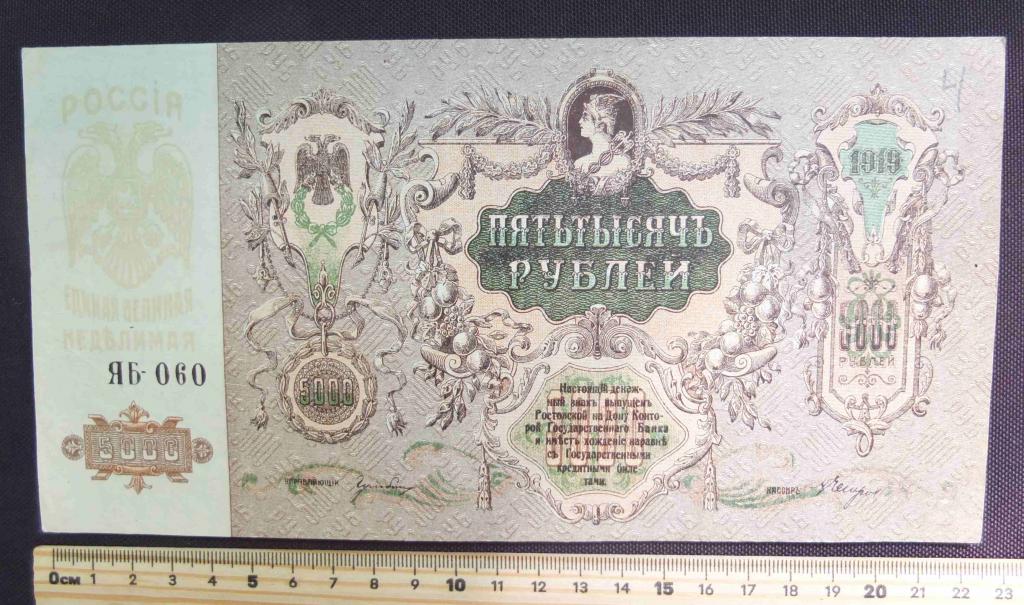 РОССІЯ
ЕДИНАЯ ВЕЛИКАЯ
НЕДѢЛИМАЯ
ЯБ-060
5000
5000
ПЯТЬТЫСЯЧЪ
РУБЛЕЙ
Настоящій денеж-
ный знакъ выпущен
Ростовской на Дону Конто-
рой Государственнаго Банка
и имѣетъ хожденіе наравнѣ
съ Государственными
кредитными биле-
тами.
УПРАВЛЯЮЩІЙ
КАССИРЪ
1919
5000
РУБЛЕЙ
4
0см 1 2 3 4 5 6 7 8 9 10 11 12 13 14 15 16 17 18 19 20 21 22 23